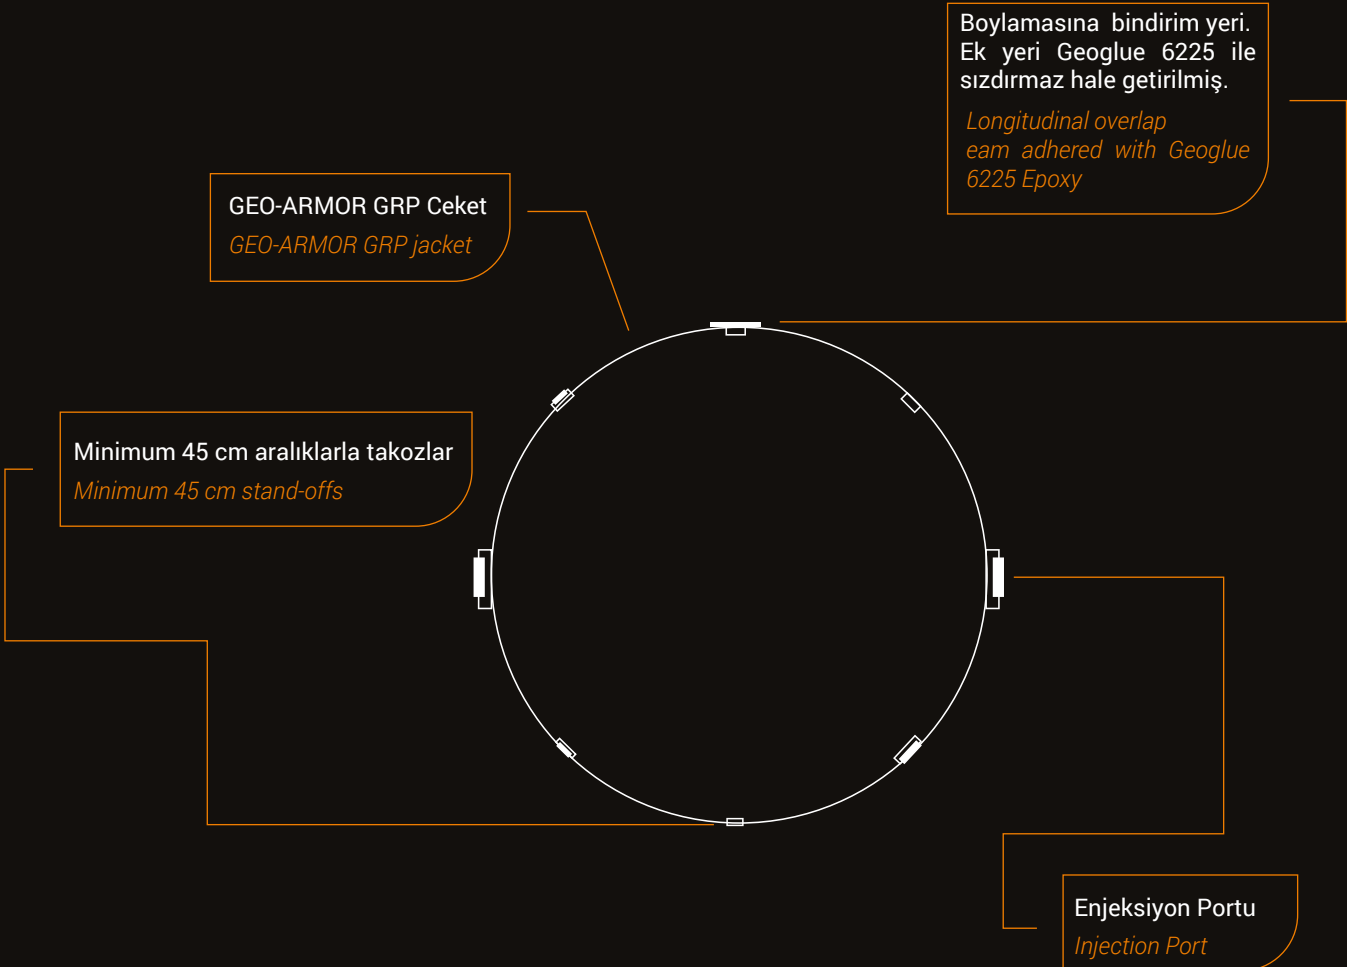 Boylamasına bindirim yeri.
Ek yeri Geoglue 6225 ile
sızdırmaz hale getirilmiş.
Longitudinal overlap
eam adhered with Geoglue
6225 Epoxy
GEO-ARMOR GRP Ceket
GEO-ARMOR GRP jacket
Minimum 45 cm aralıklarla takozlar
Minimum 45 cm stand-offs
Enjeksiyon Portu
Injection Port